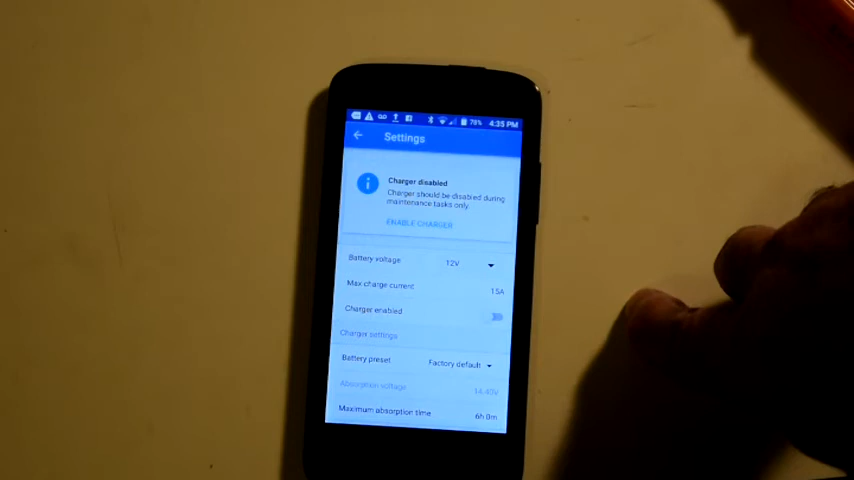 78% 4:35 PM
Settings
Charger disabled
Charger should be disabled during
maintenance tasks only.
ENABLE CHARGER
Battery voltage 12V
Max charge current 15A
Charger enabled
Charger settings
Battery preset Factory default
Absorption voltage 14.40V
Maximum absorption time 6h 0m